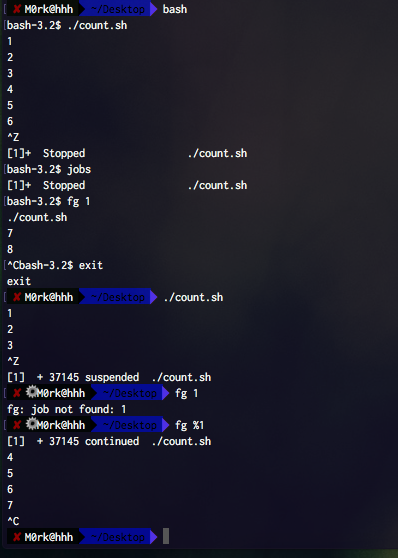 ✘ M0rk@hhh ~/Desktop bash
bash-3.2$ ./count.sh
1
2
3
4
5
6
^Z
[1]+  Stopped                 ./count.sh
bash-3.2$ jobs
[1]+  Stopped                 ./count.sh
bash-3.2$ fg 1
./count.sh
7
8
^Cbash-3.2$ exit
exit
✘ M0rk@hhh ~/Desktop ./count.sh
1
2
3
^Z
[1]  + 37145 suspended  ./count.sh
✘ ⚙M0rk@hhh ~/Desktop fg 1
fg: job not found: 1
✘ ⚙M0rk@hhh ~/Desktop fg %1
[1]  + 37145 continued  ./count.sh
4
5
6
7
^C
✘ M0rk@hhh ~/Desktop